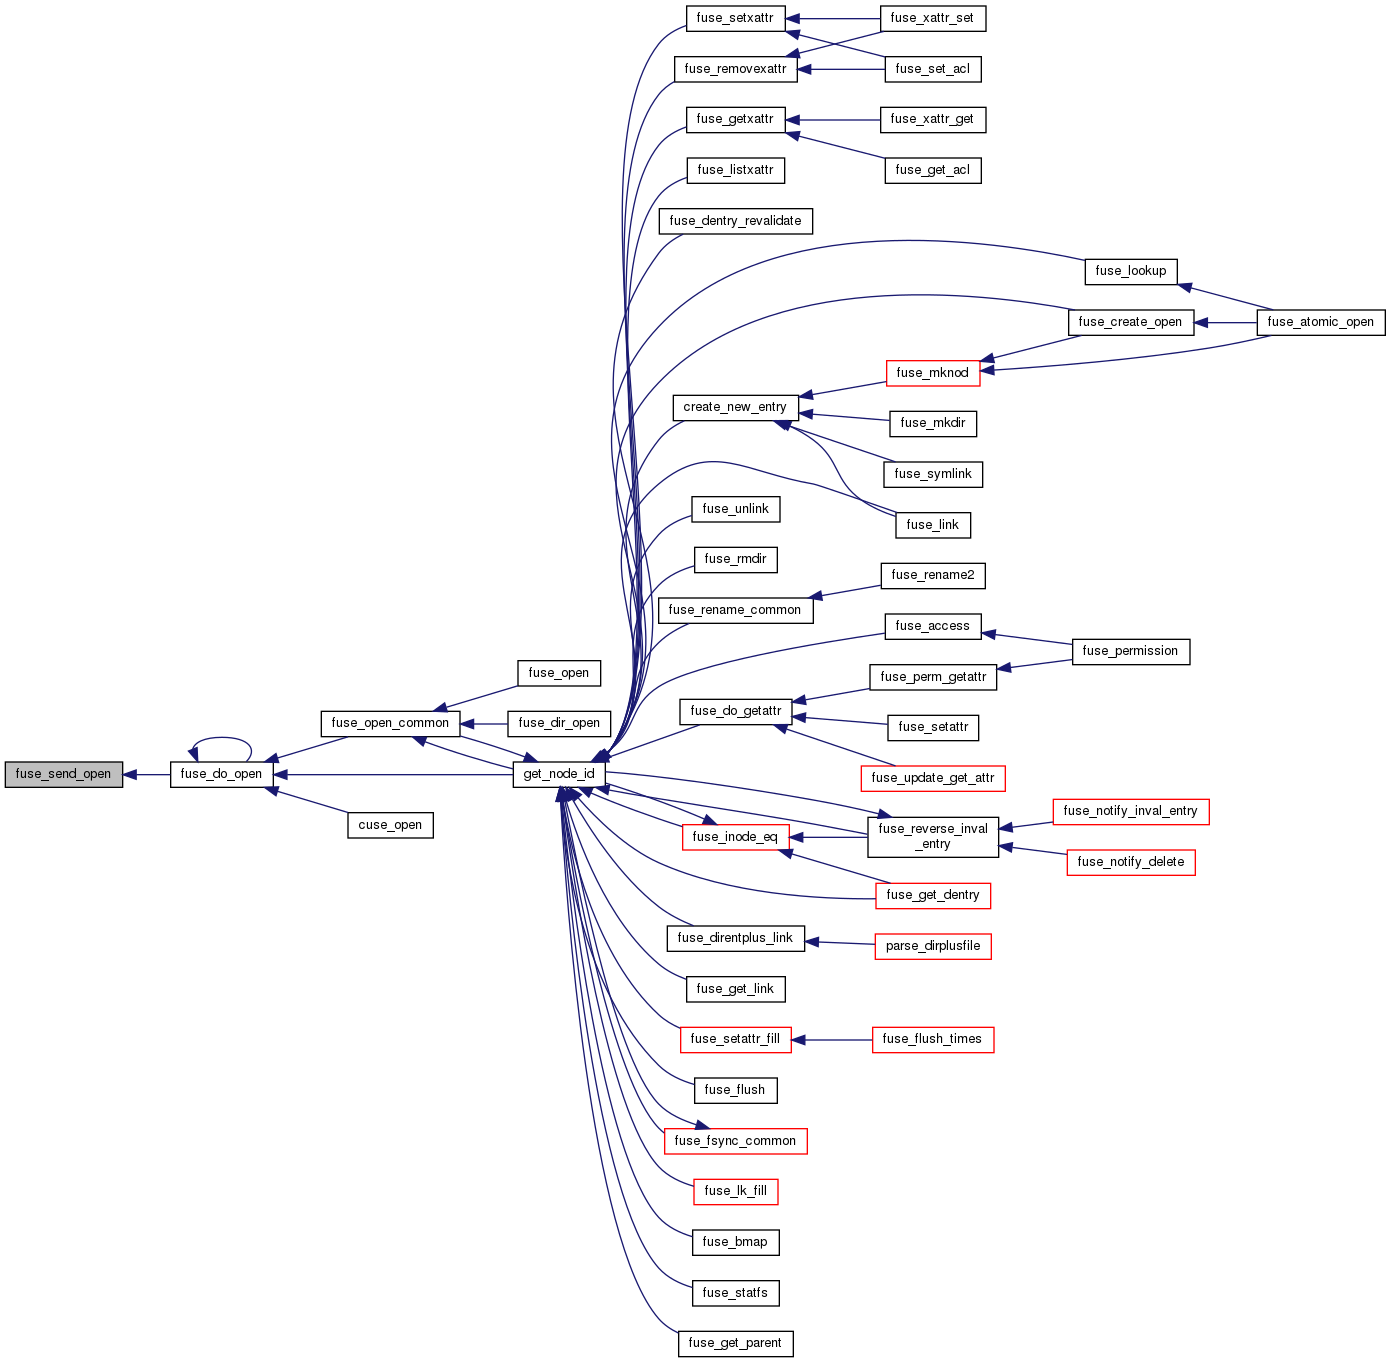 fuse_setxattr
fuse_xattr_set
fuse_removexattr
fuse_set_acl
fuse_getxattr
fuse_xattr_get
fuse_listxattr
fuse_get_acl
fuse_dentry_revalidate
fuse_lookup
fuse_create_open
fuse_atomic_open
fuse_mknod
create_new_entry
fuse_mkdir
fuse_symlink
fuse_unlink
fuse_link
fuse_rmdir
fuse_rename2
fuse_rename_common
fuse_access
fuse_permission
fuse_open
fuse_perm_getattr
fuse_do_getattr
fuse_open_common
fuse_dir_open
fuse_setattr
fuse_send_open
fuse_do_open
get_node_id
fuse_update_get_attr
cuse_open
fuse_inode_eq
fuse_reverse_inval
_entry
fuse_notify_inval_entry
fuse_notify_delete
fuse_get_dentry
fuse_direntplus_link
parse_dirplusfile
fuse_get_link
fuse_setattr_fill
fuse_flush_times
fuse_flush
fuse_fsync_common
fuse_lk_fill
fuse_bmap
fuse_statfs
fuse_get_parent